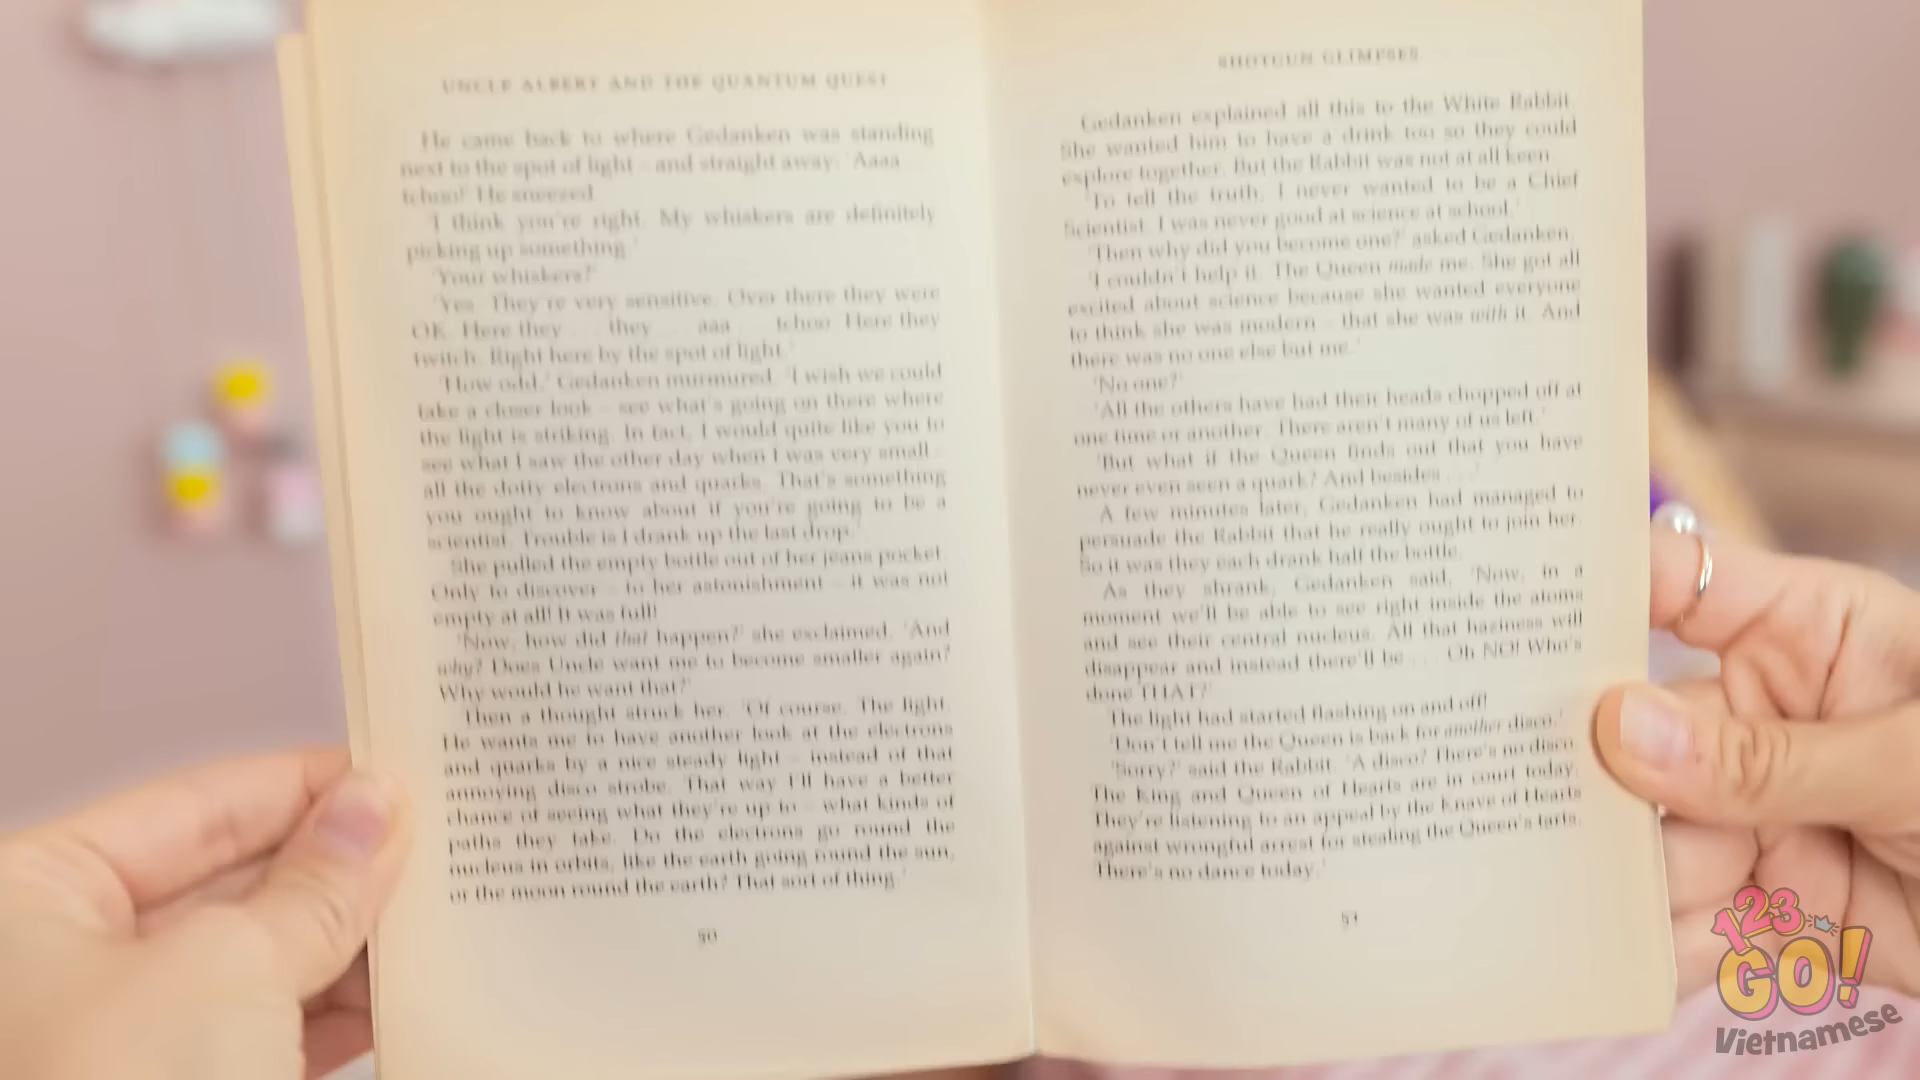 UNCLE ALBERT AND THE QUANTUM QUEST
He came back to where Gedanken was standing
next to the spot of light – and straight away: 'Aaaa . . .
tchoo!' He sneezed.
'I think you're right. My whiskers are definitely
picking up something.'
'Your whiskers?'
'Yes. They're very sensitive. Over there they were
OK. Here they . . . they . . . aaa . . . tchoo. Here they
twitch. Right here by the spot of light.'
'How odd,' Gedanken murmured. 'I wish we could
take a closer look – see what's going on there where
the light is striking. In fact, I would quite like you to
see what I saw the other day when I was very small –
all the dotty electrons and quarks. That's something
you ought to know about if you're going to be a
scientist. Trouble is I drank up the last drop.'
She pulled the empty bottle out of her jeans pocket.
Only to discover – to her astonishment – it was not
empty at all! It was full!
'Now, how did that happen?' she exclaimed. 'And
why? Does Uncle want me to become smaller again?
Why would he want that?'
Then a thought struck her. 'Of course. The light.
He wants me to have another look at the electrons
and quarks by a nice steady light – instead of that
annoying disco strobe. That way I'll have a better
chance of seeing what they're up to – what kinds of
paths they take. Do the electrons go round the
nucleus in orbits, like the earth going round the sun,
or the moon round the earth? That sort of thing.'
50
SHOTGUN GLIMPSES
Gedanken explained all this to the White Rabbit.
She wanted him to have a drink too so they could
explore together. But the Rabbit was not at all keen.
'To tell the truth, I never wanted to be a Chief
Scientist. I was never good at science at school.'
'Then why did you become one?' asked Gedanken.
'I couldn't help it. The Queen made me. She got all
excited about science because she wanted everyone
to think she was modern – that she was with it. And
there was no one else but me.'
'No one?'
'All the others have had their heads chopped off at
one time or another. There aren't many of us left.'
'But what if the Queen finds out that you have
never even seen a quark? And besides . . .'
A few minutes later, Gedanken had managed to
persuade the Rabbit that he really ought to join her.
So it was they each drank half the bottle.
As they shrank, Gedanken said, 'Now, in a
moment we'll be able to see right inside the atoms
and see their central nucleus. All that haziness will
disappear and instead there'll be . . . Oh NO! Who's
done THAT?'
The light had started flashing on and off!
'Don't tell me the Queen is back for another disco.'
'Sorry?' said the Rabbit. 'A disco? There's no disco.
The King and Queen of Hearts are in court today.
They're listening to an appeal by the Knave of Hearts
against wrongful arrest for stealing the Queen's tarts.
There's no dance today.'
51
123
GO!
Vietnamese